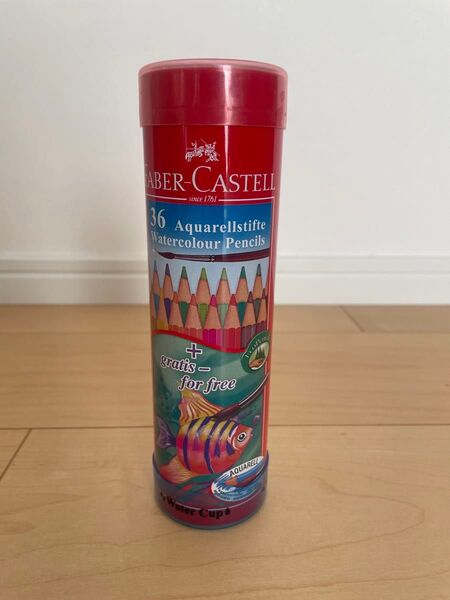 FABER-CASTELL
since 1761
36 Aquarellstifte
Watercolour Pencils
+
gratis –
for free
AQUARELL
Water Cup